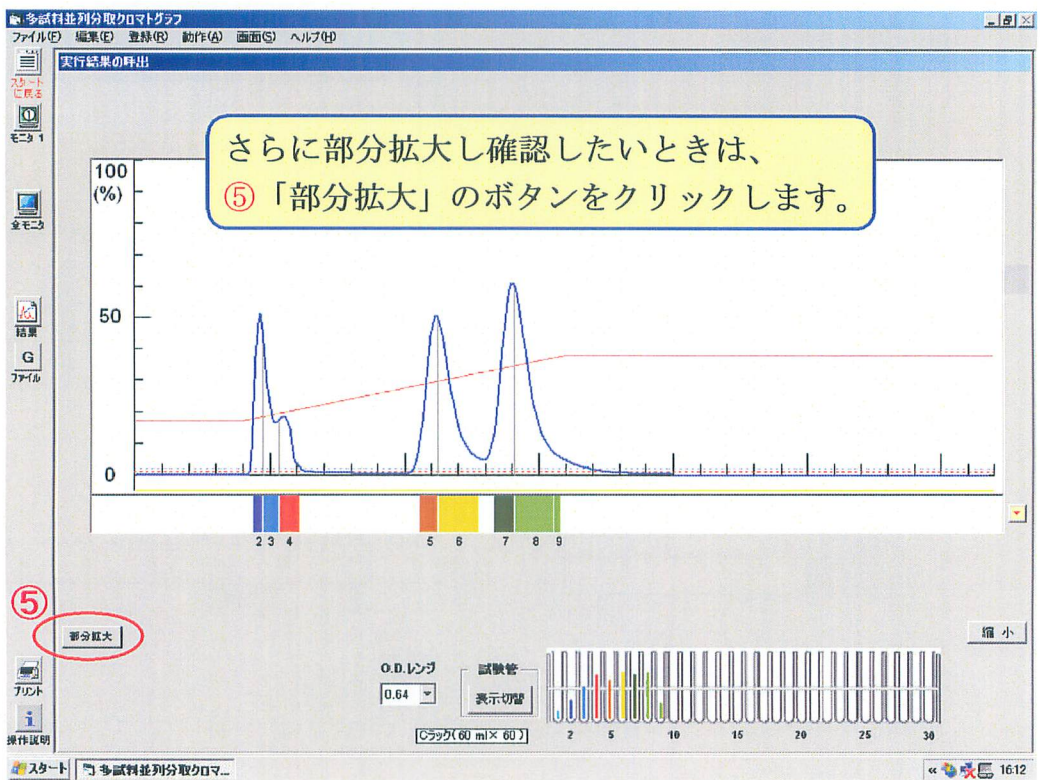 多試料並列分取クロマトグラフ
ファイル(F) 編集(E) 登録(R) 動作(A) 画面(S) ヘルプ(H)
実行結果の呼出
スタート
に戻る
モニタ 1
全モニタ
結果
G
ファイル
さらに部分拡大し確認したいときは、
⑤「部分拡大」のボタンをクリックします。
100
(%)
50
0
2 3 4 5 6 7 8 9
⑤
部分拡大
縮 小
プリント
i
操作説明
O.D.レンジ
0.64
試験管
表示切替
Cラック(60 ml× 60 )
2 5 10 15 20 25 30
スタート
多試料並列分取クロマ...
« 16:12